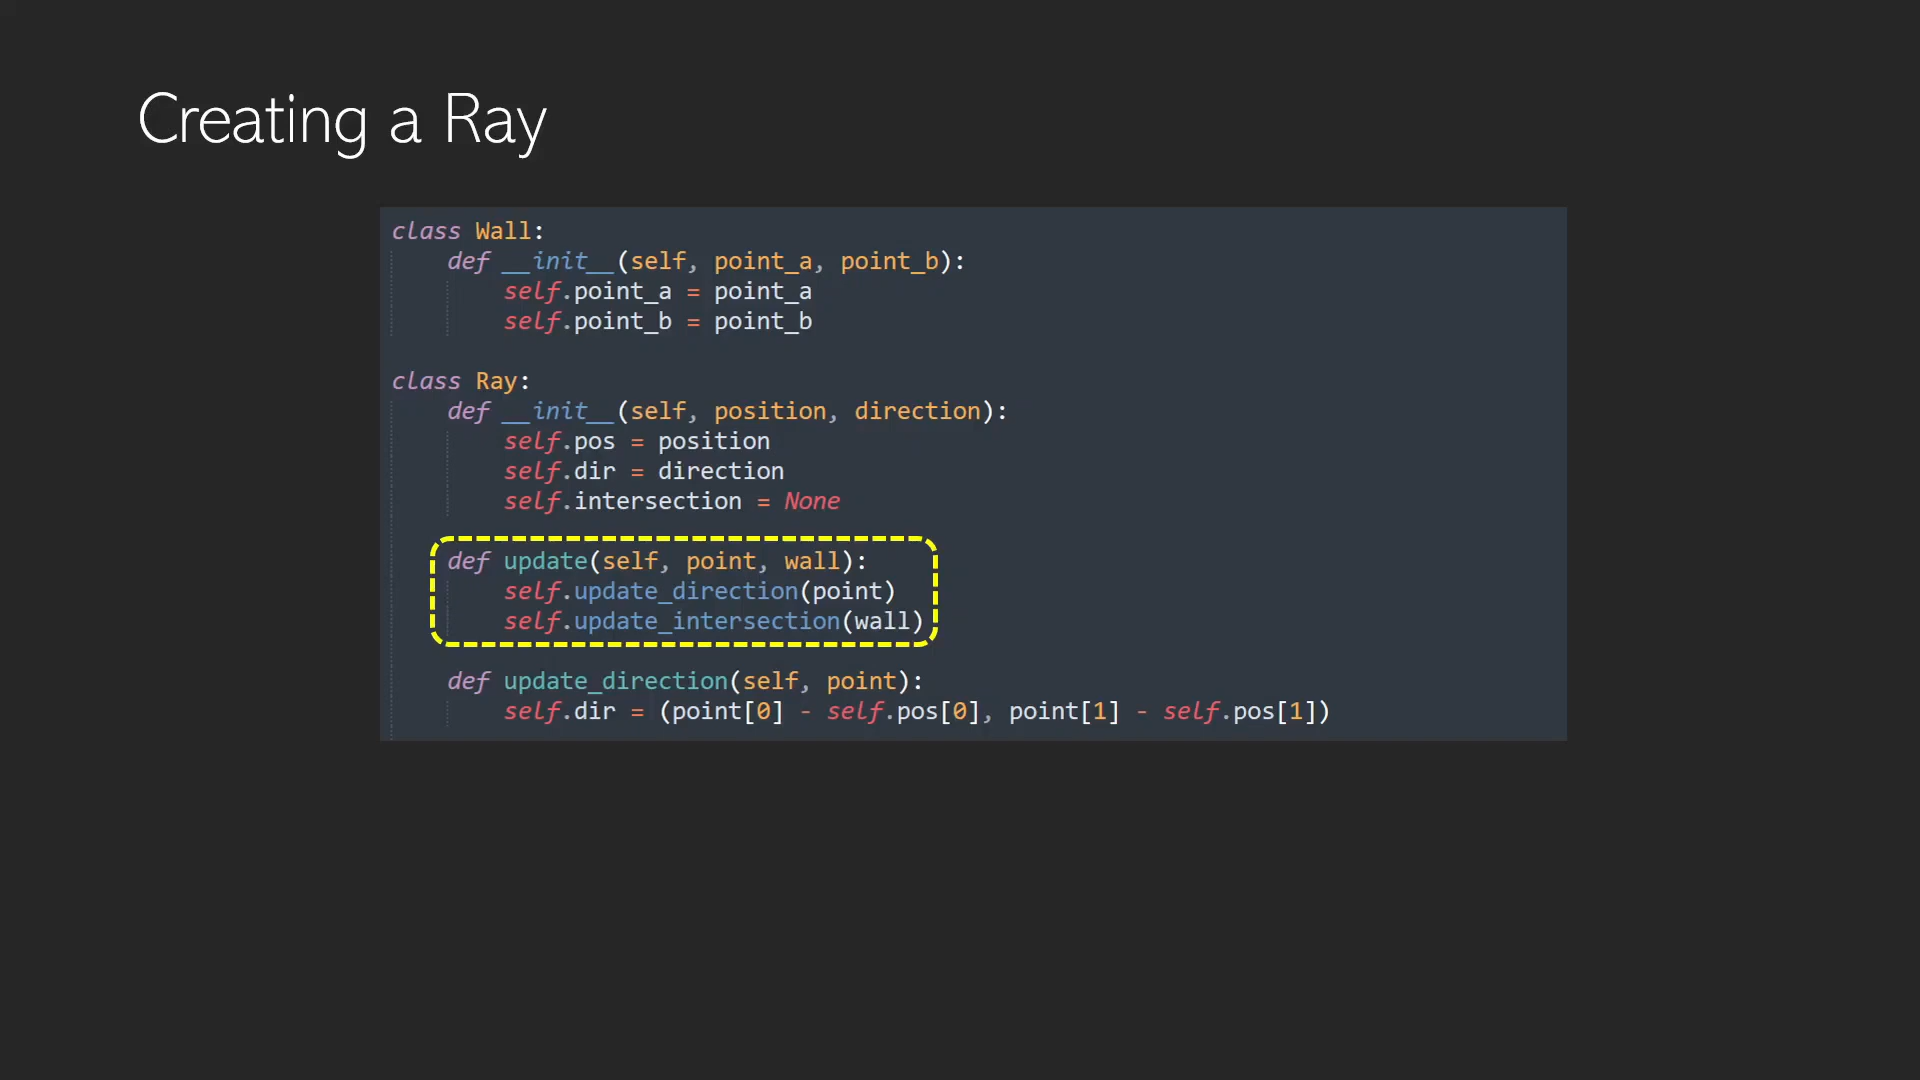 Creating a Ray
class Wall:
    def __init__(self, point_a, point_b):
        self.point_a = point_a
        self.point_b = point_b
class Ray:
    def __init__(self, position, direction):
        self.pos = position
        self.dir = direction
        self.intersection = None
    def update(self, point, wall):
        self.update_direction(point)
        self.update_intersection(wall)
    def update_direction(self, point):
        self.dir = (point[0] - self.pos[0], point[1] - self.pos[1])